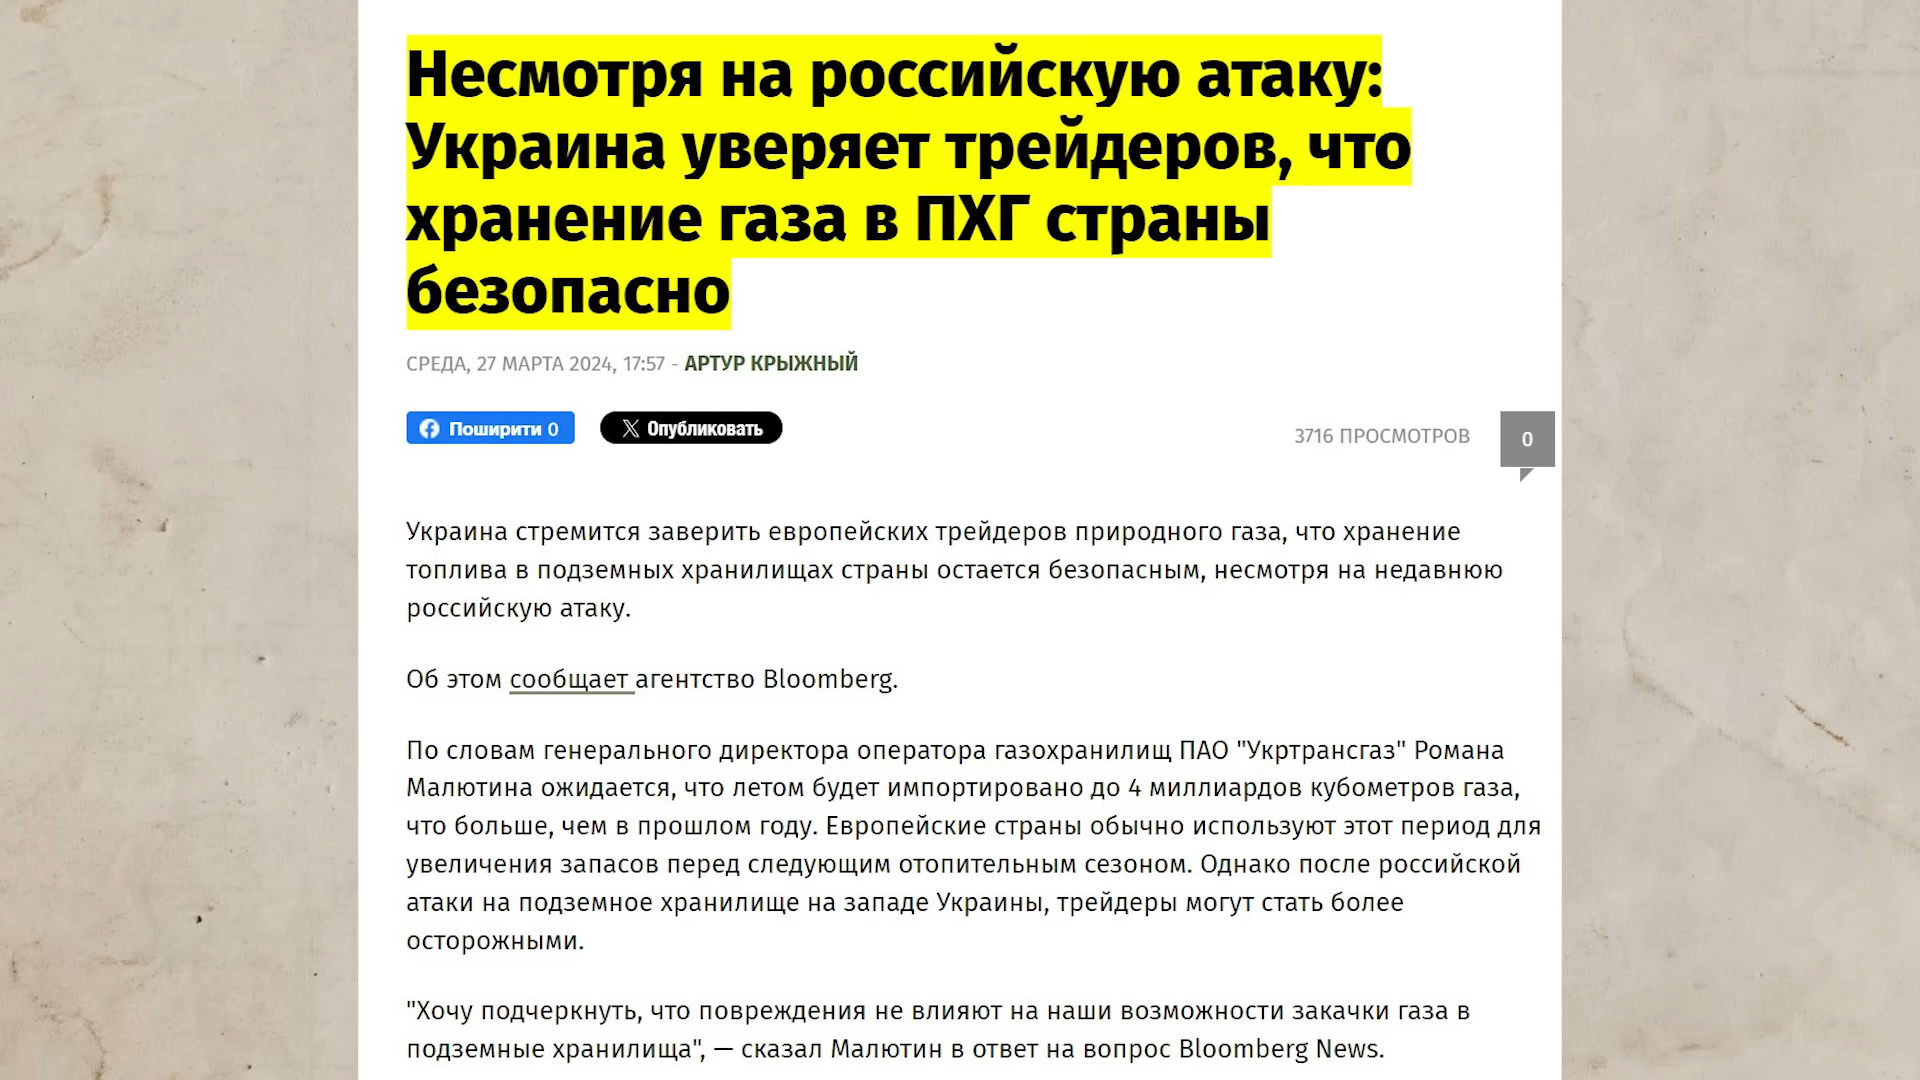 Несмотря на российскую атаку:
Украина уверяет трейдеров, что
хранение газа в ПХГ страны
безопасно
СРЕДА, 27 МАРТА 2024, 17:57 - АРТУР КРЫЖНЫЙ
Поширити 0
Опубликовать
3716 ПРОСМОТРОВ
0
Украина стремится заверить европейских трейдеров природного газа, что хранение
топлива в подземных хранилищах страны остается безопасным, несмотря на недавнюю
российскую атаку.
Об этом сообщает агентство Bloomberg.
По словам генерального директора оператора газохранилищ ПАО "Укртрансгаз" Романа
Малютина ожидается, что летом будет импортировано до 4 миллиардов кубометров газа,
что больше, чем в прошлом году. Европейские страны обычно используют этот период для
увеличения запасов перед следующим отопительным сезоном. Однако после российской
атаки на подземное хранилище на западе Украины, трейдеры могут стать более
осторожными.
"Хочу подчеркнуть, что повреждения не влияют на наши возможности закачки газа в
подземные хранилища", — сказал Малютин в ответ на вопрос Bloomberg News.